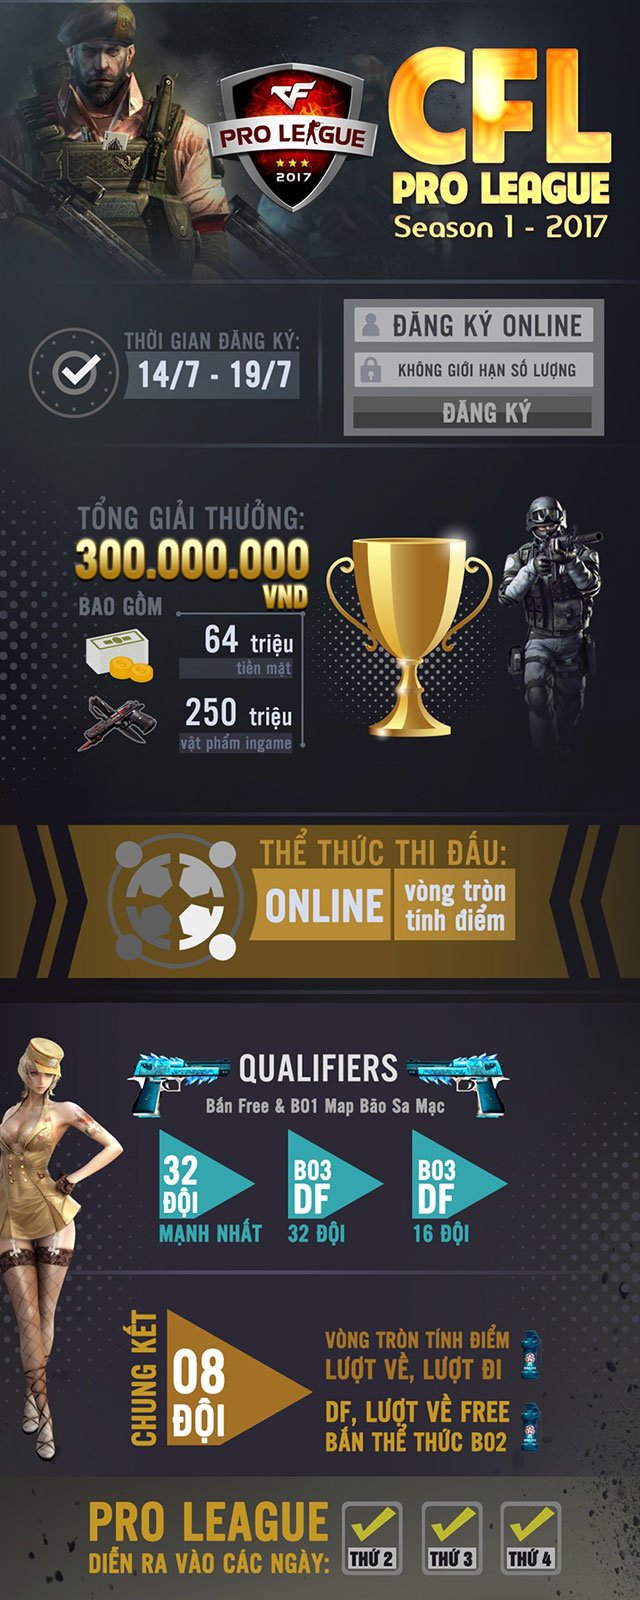 CF
PRO LEAGUE
2017
CFL
PRO LEAGUE
Season 1 - 2017
THỜI GIAN ĐĂNG KÝ:
14/7 - 19/7
ĐĂNG KÝ ONLINE
KHÔNG GIỚI HẠN SỐ LƯỢNG
ĐĂNG KÝ
TỔNG GIẢI THƯỞNG:
300.000.000
VND
BAO GỒM
64 triệu
tiền mặt
250 triệu
vật phẩm ingame
THỂ THỨC THI ĐẤU:
ONLINE
vòng tròn
tính điểm
QUALIFIERS
Bắn Free & BO1 Map Bão Sa Mạc
32
ĐỘI
MẠNH NHẤT
BO3
DF
32 ĐỘI
BO3
DF
16 ĐỘI
CHUNG KẾT
08
ĐỘI
VÒNG TRÒN TÍNH ĐIỂM
LƯỢT VỀ, LƯỢT ĐI
DF, LƯỢT VỀ FREE
BẮN THỂ THỨC BO2
PRO LEAGUE
DIỄN RA VÀO CÁC NGÀY:
THỨ 2
THỨ 3
THỨ 4